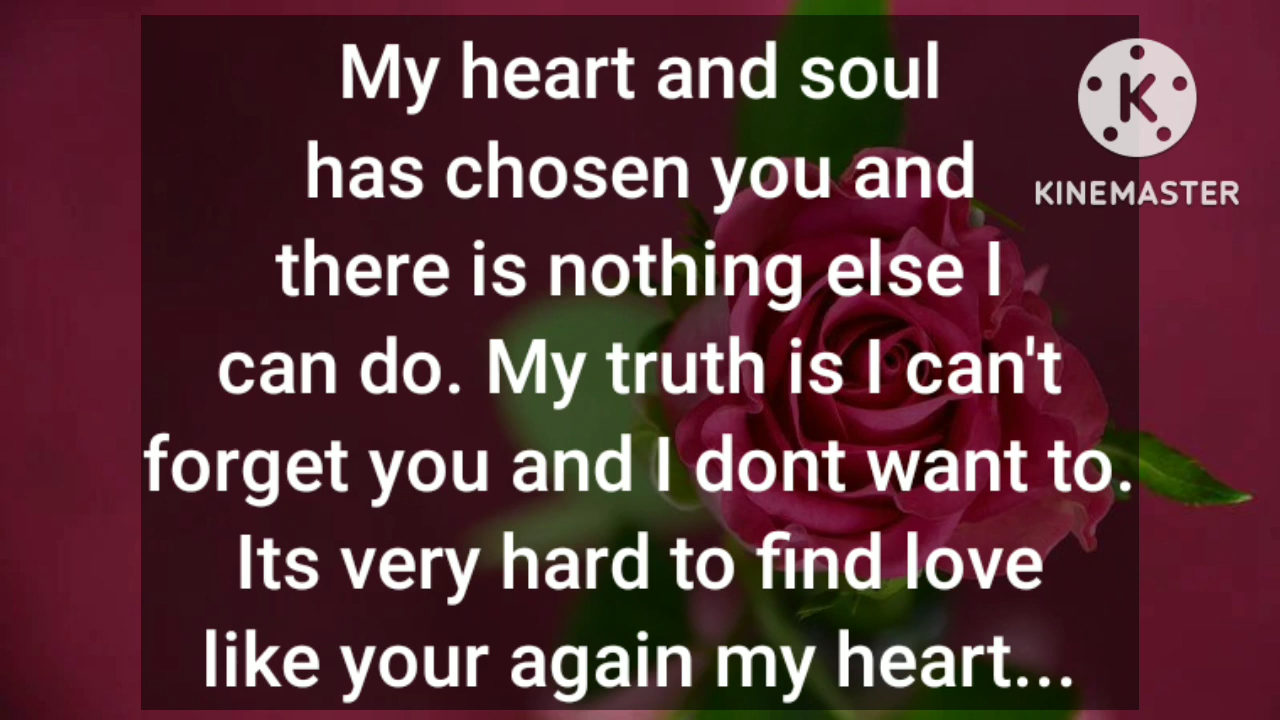 My heart and soul
has chosen you and
there is nothing else I
can do. My truth is I can't
forget you and I dont want to.
Its very hard to find love
like your again my heart...
K
KINEMASTER